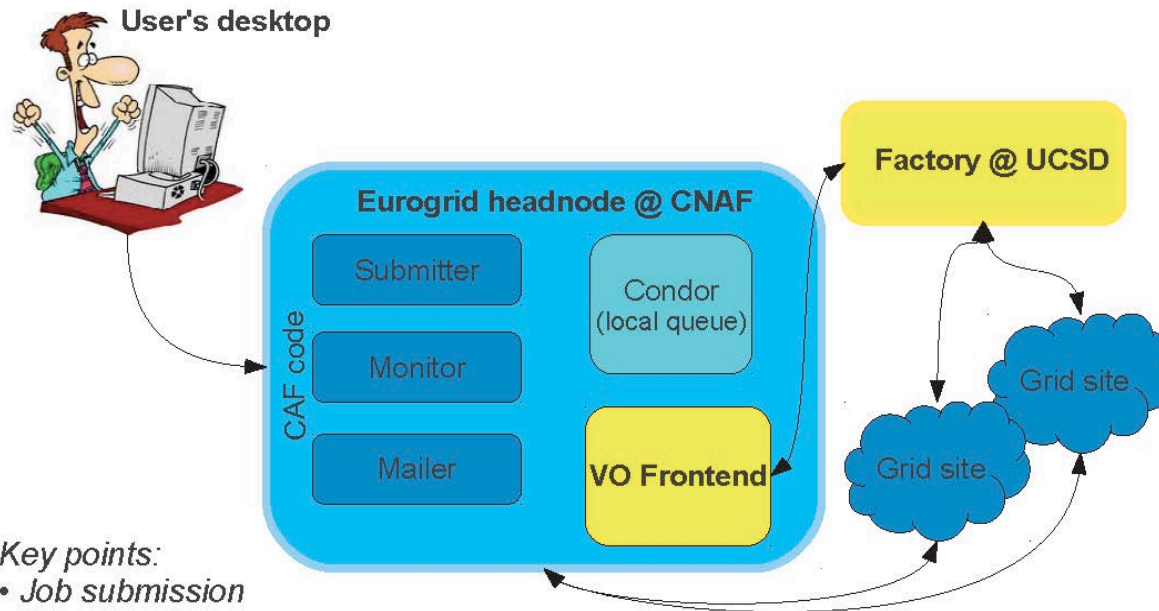 User's desktop
Factory @ UCSD
Eurogrid headnode @ CNAF
CAF code
Submitter
Monitor
Mailer
Condor
(local queue)
VO Frontend
Grid site
Grid site
Key points:
• Job submission